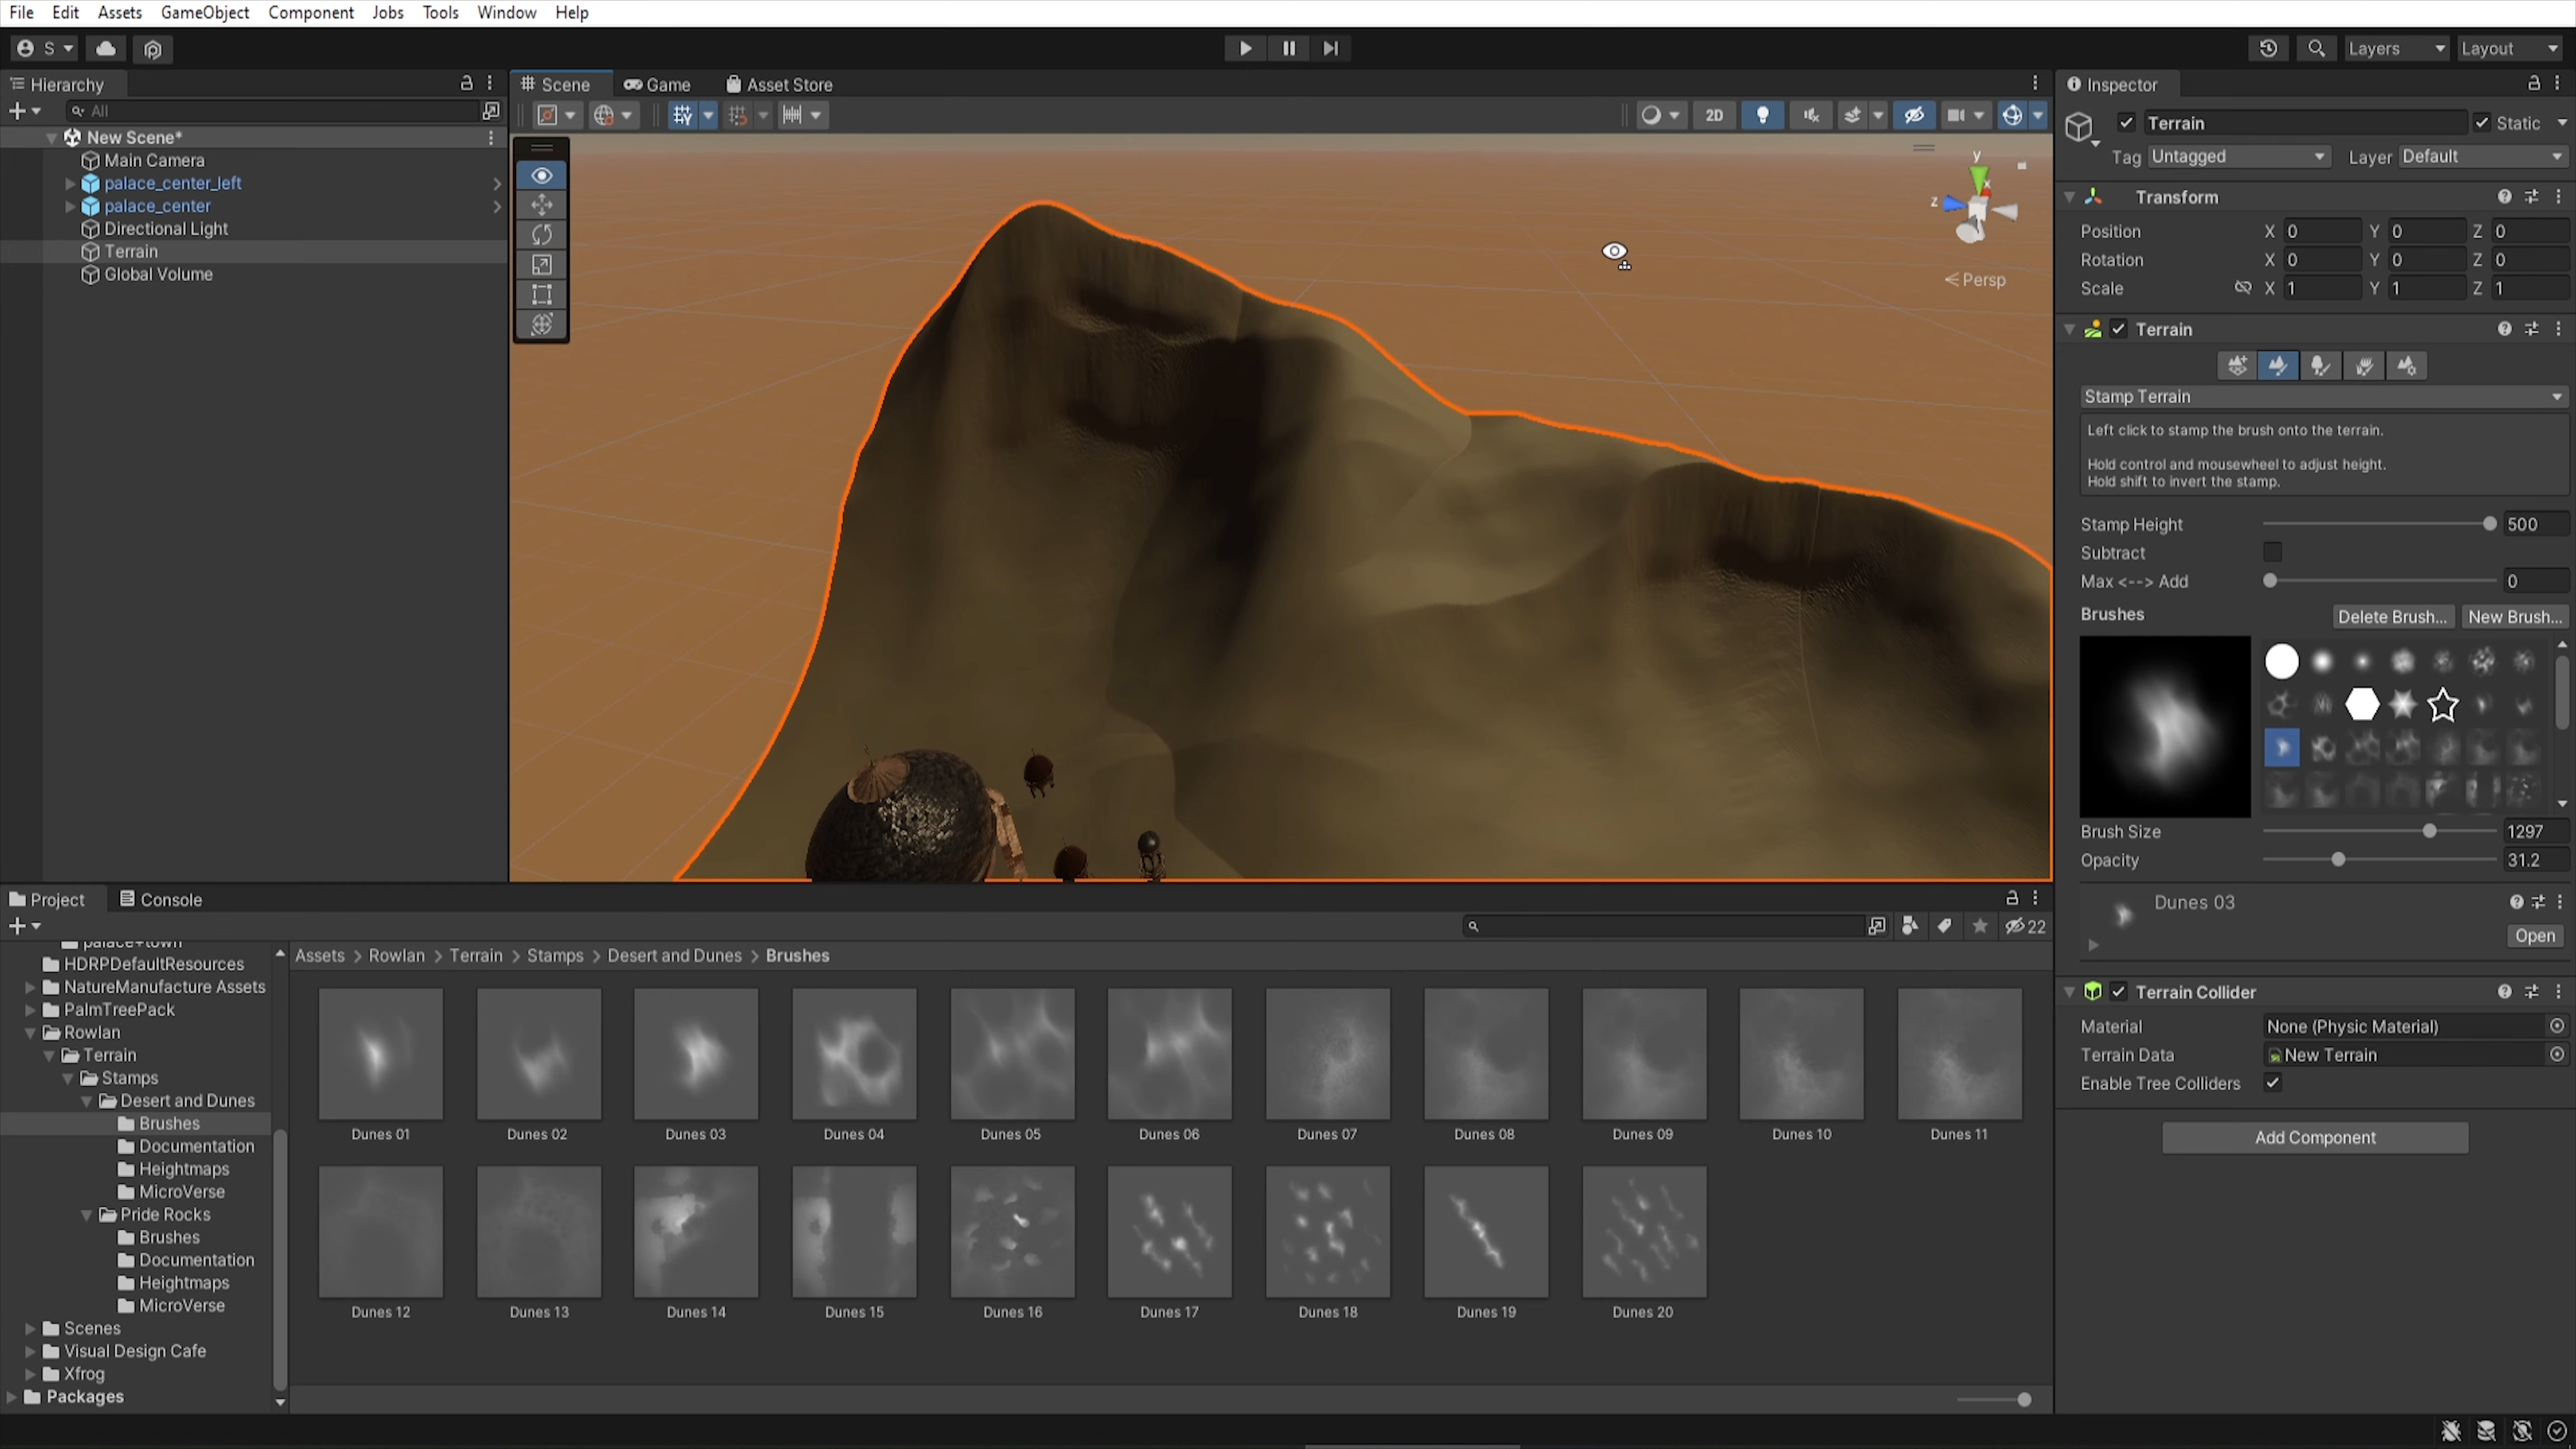 File Edit Assets GameObject Component Jobs Tools Window Help
S Layers Layout
Hierarchy
All
New Scene*
Main Camera
palace_center_left
palace_center
Directional Light
Terrain
Global Volume
Scene Game Asset Store
2D
y
x
z
Persp
Inspector
Terrain Static
Tag Untagged Layer Default
Transform
Position X 0 Y 0 Z 0
Rotation X 0 Y 0 Z 0
Scale X 1 Y 1 Z 1
Terrain
Stamp Terrain
Left click to stamp the brush onto the terrain.
Hold control and mousewheel to adjust height.
Hold shift to invert the stamp.
Stamp Height 500
Subtract
Max <--> Add 0
Brushes Delete Brush... New Brush...
Brush Size 1297
Opacity 31.2
Dunes 03
Open
Terrain Collider
Material None (Physic Material)
Terrain Data New Terrain
Enable Tree Colliders
Add Component
Project Console
22
palace+town
HDRPDefaultResources
NatureManufacture Assets
PalmTreePack
Rowlan
Terrain
Stamps
Desert and Dunes
Brushes
Documentation
Heightmaps
MicroVerse
Pride Rocks
Brushes
Documentation
Heightmaps
MicroVerse
Scenes
Visual Design Cafe
Xfrog
Packages
Assets > Rowlan > Terrain > Stamps > Desert and Dunes > Brushes
Dunes 01 Dunes 02 Dunes 03 Dunes 04 Dunes 05 Dunes 06 Dunes 07 Dunes 08 Dunes 09 Dunes 10 Dunes 11
Dunes 12 Dunes 13 Dunes 14 Dunes 15 Dunes 16 Dunes 17 Dunes 18 Dunes 19 Dunes 20